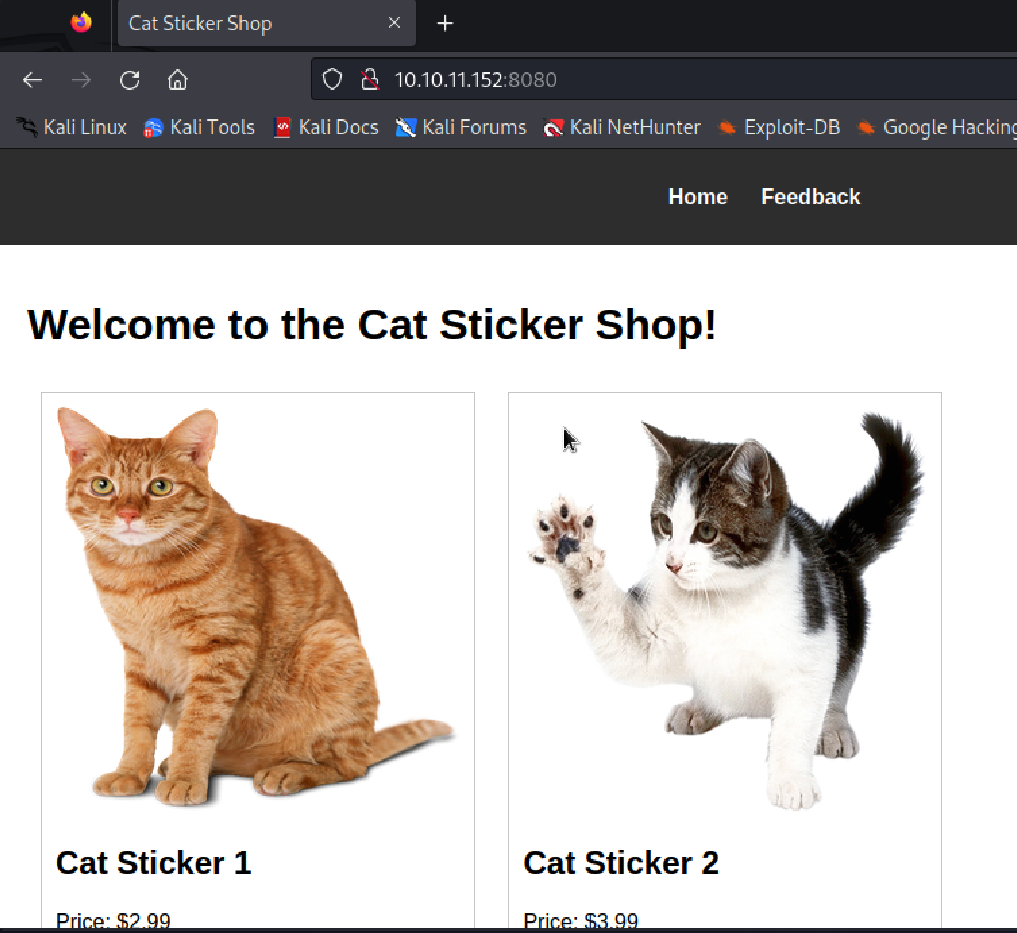 Cat Sticker Shop
10.10.11.152:8080
Kali Linux Kali Tools Kali Docs Kali Forums Kali NetHunter Exploit-DB Google Hacking
Home Feedback
Welcome to the Cat Sticker Shop!
Cat Sticker 1 Cat Sticker 2
Price: $2.99 Price: $3.99